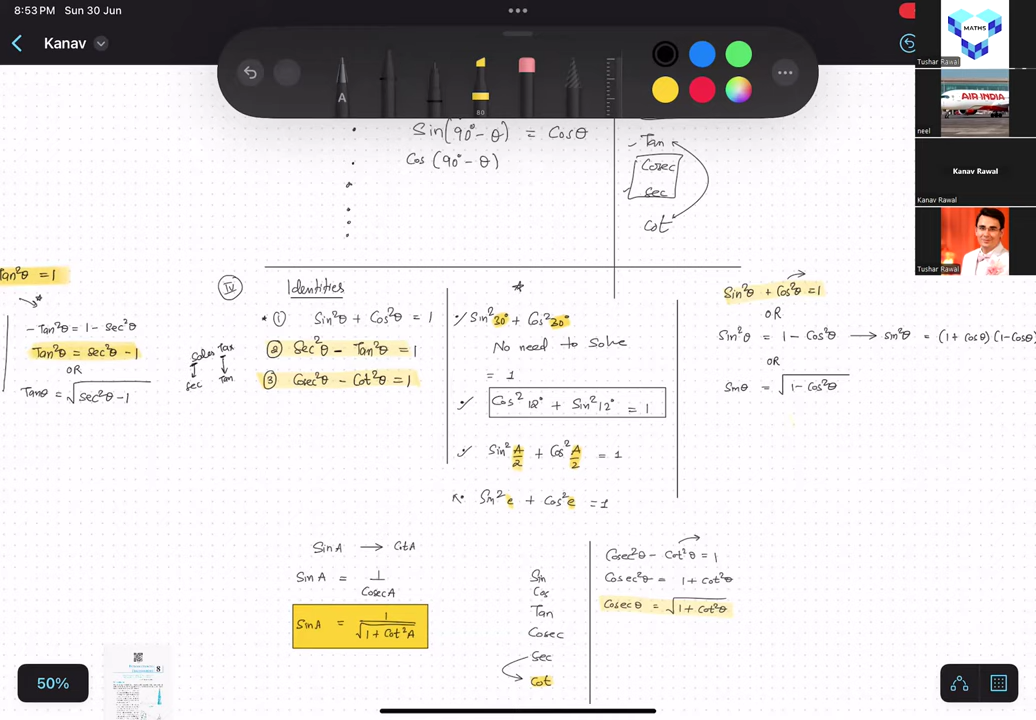 8:53 PM Sun 30 Jun
Kanav
A
80
MATHS
Tushar Rawal
AIR INDIA
neel
Kanav Rawal
Kanav Rawal
Tushar Rawal
Sin(90° - θ) = Cosθ
Cos (90° - θ)
Tan
Cosec
sec
cot
Tan²θ = 1
- Tan²θ = 1 - Sec²θ
Tan²θ = Sec²θ - 1
OR
Tanθ = √Sec²θ - 1
IV Identities
① Sin²θ + Cos²θ = 1
② Sec²θ - Tan²θ = 1
③ Cosec²θ - Cot²θ = 1
Sales Tax
Sec Tan
Sin²30° + Cos²30°
No need to Solve
= 1
Cos²12° + Sin²12° = 1
Sin² A/2 + Cos² A/2 = 1
Sin²e + Cos²e = 1
Sin²θ + Cos²θ = 1
OR
Sin²θ = 1 - Cos²θ → Sin²θ = (1 + Cosθ) (1 - Cosθ)
OR
Sinθ = √1 - Cos²θ
Sin A → Cot A
Sin A = 1/Cosec A
Sin A = 1/√1 + Cot²A
Sin
Cos
Tan
Cosec
Sec
Cot
Cosec²θ - Cot²θ = 1
Cosec²θ = 1 + Cot²θ
Cosecθ = √1 + Cot²θ
50%
8